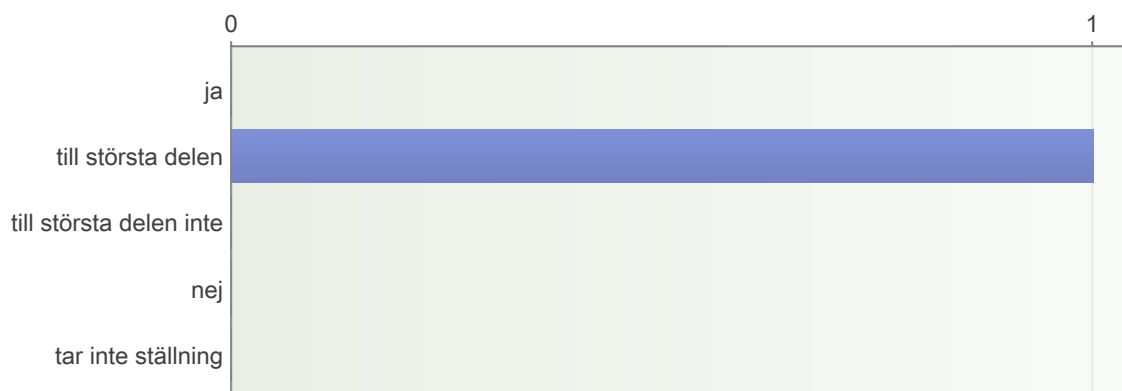 0 1
ja
till största delen
till största delen inte
nej
tar inte ställning